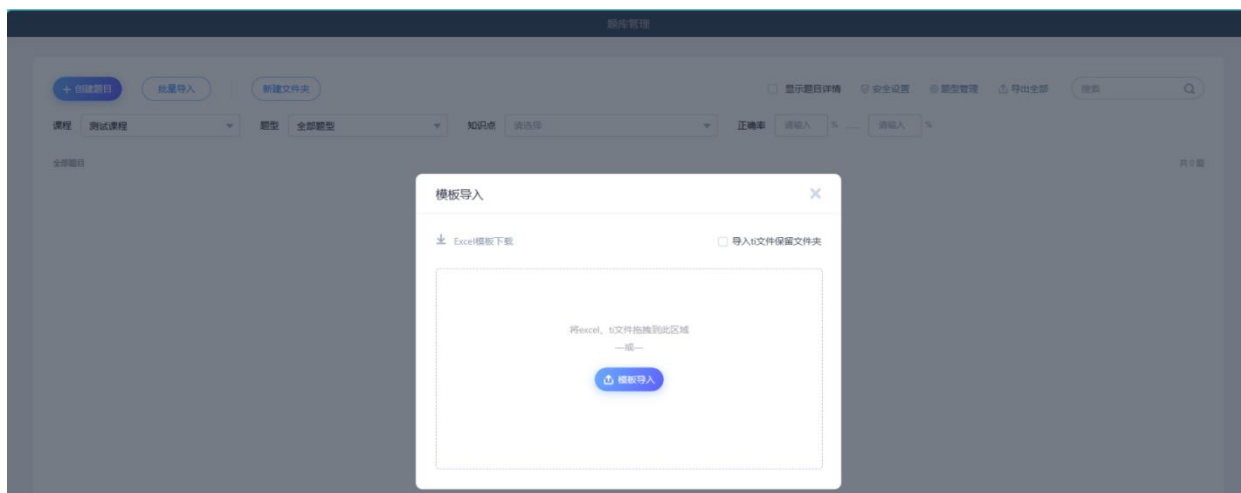 题库管理
+ 创建题目 批量导入 新建文件夹 显示题目详情 安全设置 题型管理 导出全部 搜索
课程 测试课程 题型 全部题型 知识点 请选择 正确率 请输入 % 请输入 %
全部题目 共 0 题
模板导入
Excel模板下载 导入ti文件保留文件夹
将excel、ti文件拖拽到此区域
—或—
模板导入